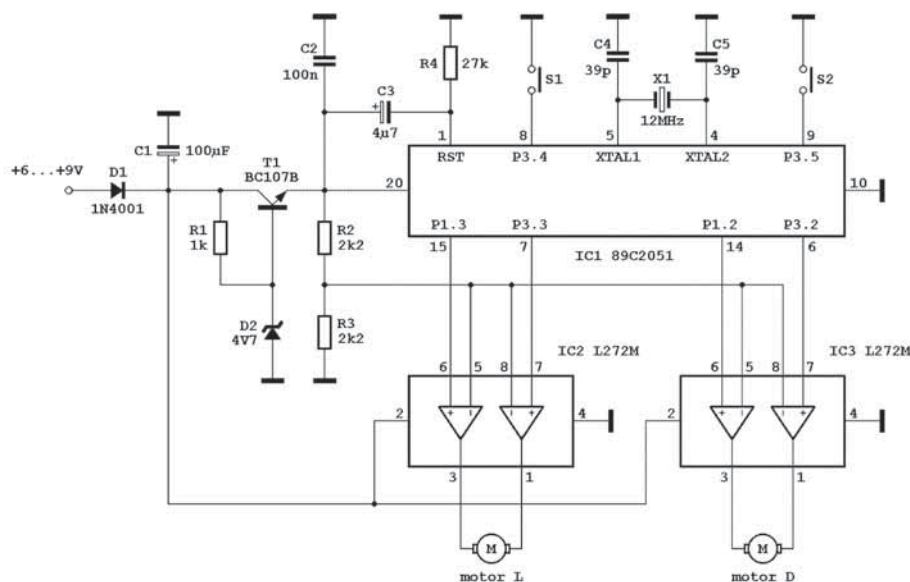 C2
100n
R4
27k
C3
+
4µ7
S1
C4
39p
X1
12MHz
C5
39p
S2
C1
100µF
+
+6...+9V
D1
1N4001
T1
BC107B
R1
1k
D2
4V7
R2
2k2
R3
2k2
1 8 5 4 9
RST P3.4 XTAL1 XTAL2 P3.5
20
10
P1.3 P3.3 P1.2 P3.2
15 7 14 6
IC1 89C2051
IC2 L272M
IC3 L272M
6 5 8 7
6 5 8 7
2
+ − − +
4
2
+ − − +
4
3 1
3 1
M
M
motor L
motor D